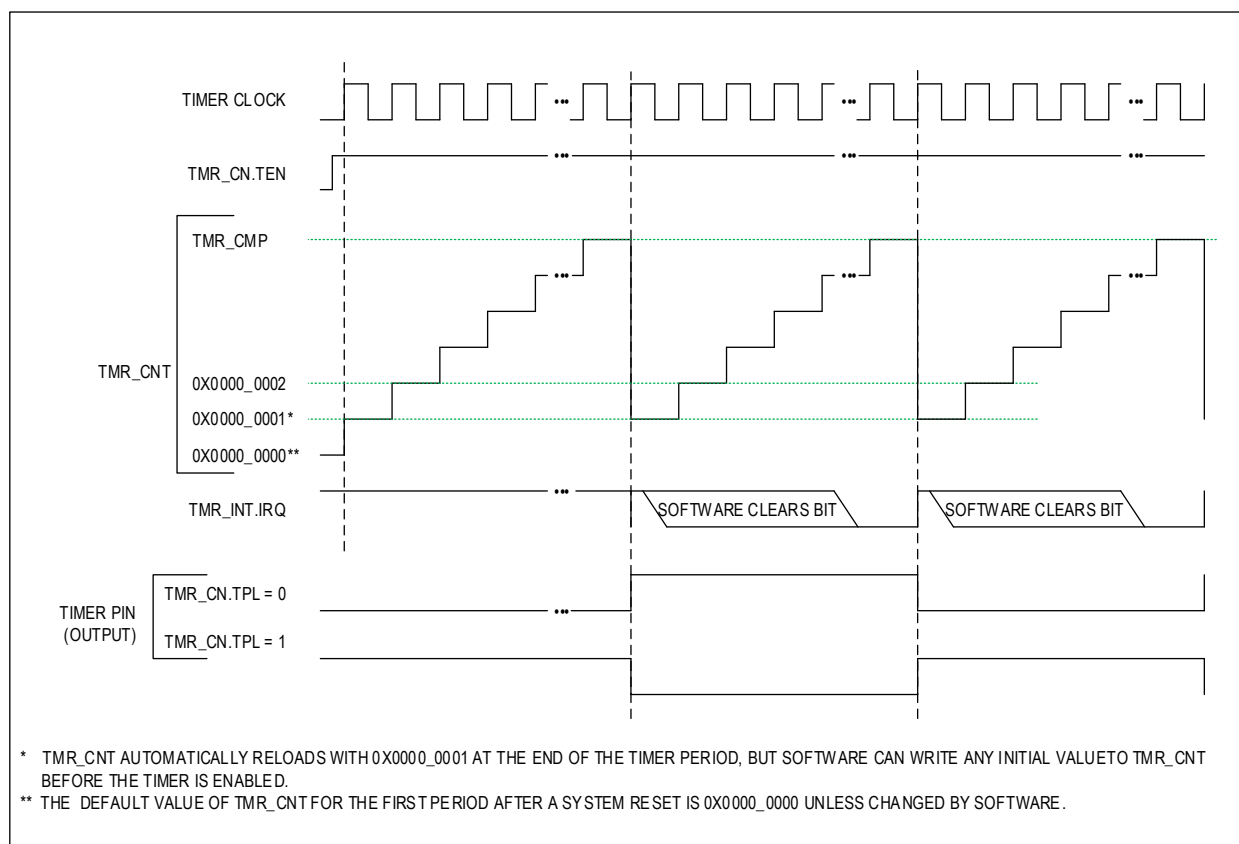 TIMER CLOCK
TMR_CN.TEN
TMR_CMP
TMR_CNT
0X0000_0002
0X0000_0001*
0X0000_0000**
TMR_INT.IRQ
SOFTWARE CLEARS BIT
SOFTWARE CLEARS BIT
TIMER PIN
(OUTPUT)
TMR_CN.TPL = 0
TMR_CN.TPL = 1
* TMR_CNT AUTOMATICALLY RELOADS WITH 0X0000_0001 AT THE END OF THE TIMER PERIOD, BUT SOFTWARE CAN WRITE ANY INITIAL VALUE TO TMR_CNT
BEFORE THE TIMER IS ENABLED.
** THE DEFAULT VALUE OF TMR_CNT FOR THE FIRST PERIOD AFTER A SYSTEM RESET IS 0X0000_0000 UNLESS CHANGED BY SOFTWARE.